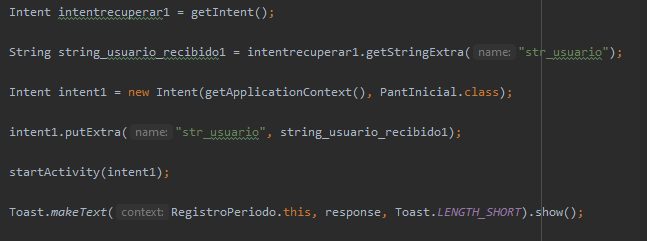 Intent intentrecuperar1 = getIntent();
String string_usuario_recibido1 = intentrecuperar1.getStringExtra( name: "str_usuario");
Intent intent1 = new Intent(getApplicationContext(), PantInicial.class);
intent1.putExtra( name: "str_usuario", string_usuario_recibido1);
startActivity(intent1);
Toast.makeText( context: RegistroPeriodo.this, response, Toast.LENGTH_SHORT).show();